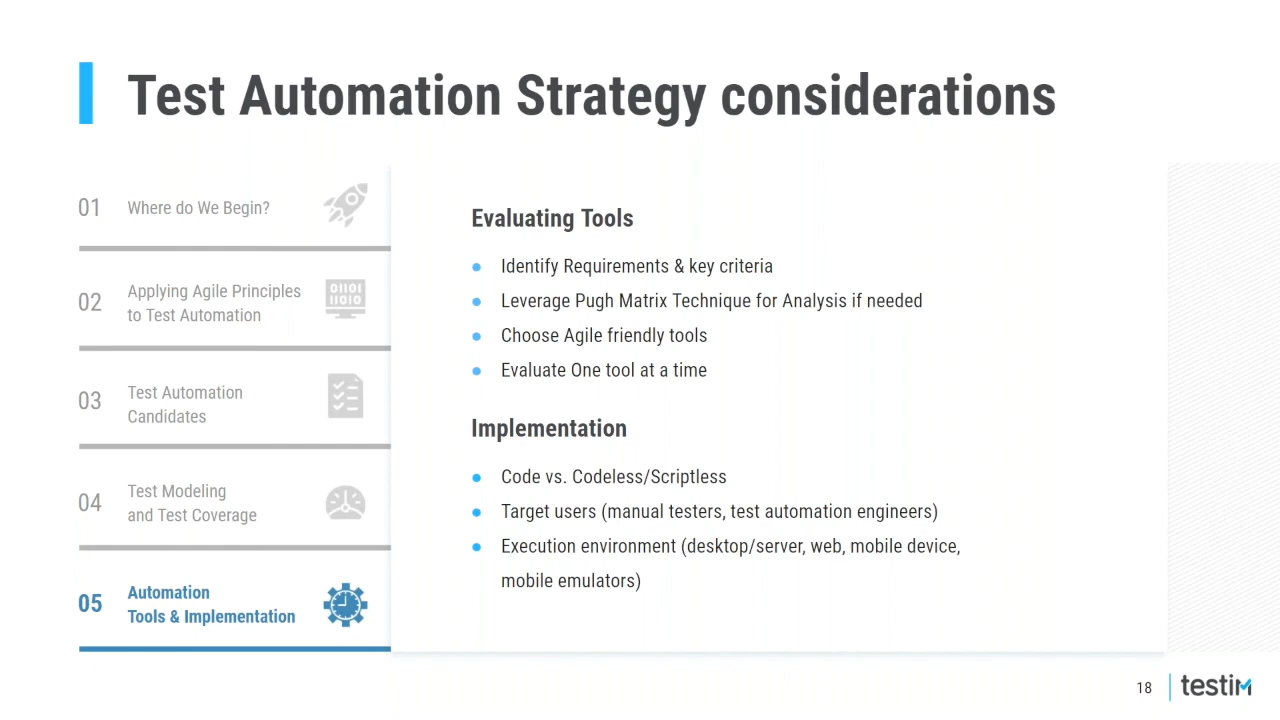 Test Automation Strategy considerations
01
Where do We Begin?
02
Applying Agile Principles
to Test Automation
01101
11010
03
Test Automation
Candidates
04
Test Modeling
and Test Coverage
05
Automation
Tools & Implementation
Evaluating Tools
Identify Requirements & key criteria
Leverage Pugh Matrix Technique for Analysis if needed
Choose Agile friendly tools
Evaluate One tool at a time
Implementation
Code vs. Codeless/Scriptless
Target users (manual testers, test automation engineers)
Execution environment (desktop/server, web, mobile device,
mobile emulators)
18
testim